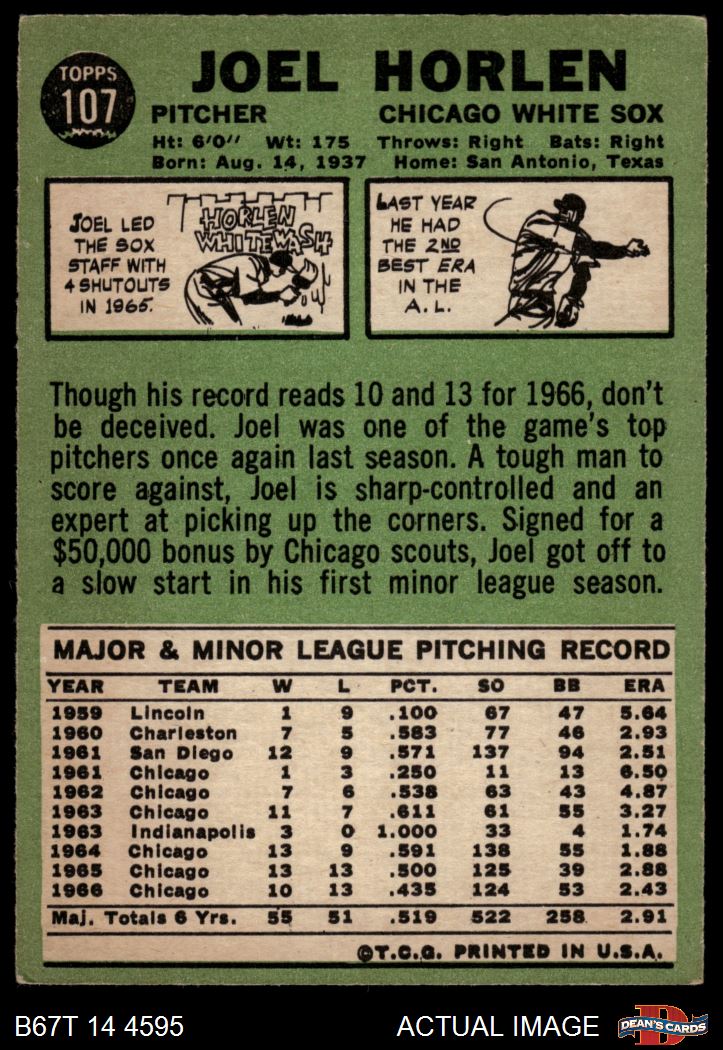 TOPPS
107
JOEL HORLEN
PITCHER CHICAGO WHITE SOX
Ht: 6'0" Wt: 175 Throws: Right Bats: Right
Born: Aug. 14, 1937 Home: San Antonio, Texas
JOEL LED
THE SOX
STAFF WITH
4 SHUTOUTS
IN 1965.
HORLEN
WHITEWASH
LAST YEAR
HE HAD
THE 2ND
BEST ERA
IN THE
A.L.
Though his record reads 10 and 13 for 1966, don't
be deceived. Joel was one of the game's top
pitchers once again last season. A tough man to
score against, Joel is sharp-controlled and an
expert at picking up the corners. Signed for a
$50,000 bonus by Chicago scouts, Joel got off to
a slow start in his first minor league season.
MAJOR & MINOR LEAGUE PITCHING RECORD
YEAR TEAM W L PCT. SO BB ERA
1959 Lincoln 1 9 .100 67 47 5.64
1960 Charleston 7 5 .583 77 46 2.93
1961 San Diego 12 9 .571 137 94 2.51
1961 Chicago 1 3 .250 11 13 6.50
1962 Chicago 7 6 .538 63 43 4.87
1963 Chicago 11 7 .611 61 55 3.27
1963 Indianapolis 3 0 1.000 33 4 1.74
1964 Chicago 13 9 .591 138 55 1.88
1965 Chicago 13 13 .500 125 39 2.88
1966 Chicago 10 13 .435 124 53 2.43
Maj. Totals 6 Yrs. 55 51 .519 522 258 2.91
©T.C.G. PRINTED IN U.S.A.
B67T 14 4595 ACTUAL IMAGE
D
DEAN'S CARDS